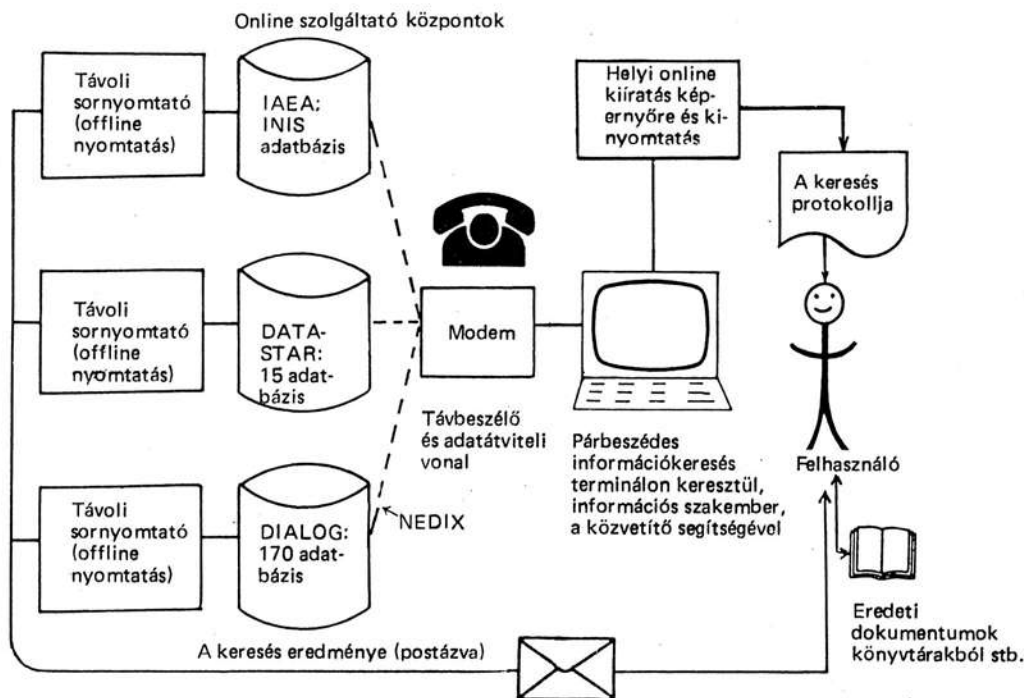 Online szolgáltató központok
Távoli
sornyomtató
(offline
nyomtatás)
IAEA:
INIS
adatbázis
Helyi online
kiíratás kép-
ernyőre és ki-
nyomtatás
A keresés
protokollja
Távoli
sornyomtató
(offline
nyomtatás)
DATA-
STAR:
15 adat-
bázis
Modem
Távbeszélő
és adatátviteli
vonal
Párbeszédes
információkeresés
terminálon keresztül,
információs szakember,
a közvetítő segítségével
Felhasználó
Távoli
sornyomtató
(offline
nyomtatás)
DIALOG:
170 adat-
bázis
NEDIX
Eredeti
dokumentumok
könyvtárakból stb.
A keresés eredménye (postázva)